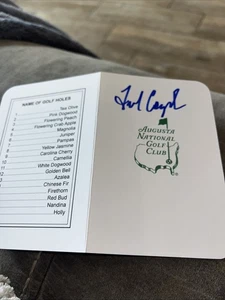 NAME OF GOLF HOLES
Tea Olive
Pink Dogwood
Flowering Peach
Flowering Crab Apple
Magnolia
Juniper
Pampas
Yellow Jasmine
Carolina Cherry
Camellia
White Dogwood
Golden Bell
Azalea
Chinese Fir
Firethorn
Red Bud
Nandina
Holly
AUGUSTA
NATIONAL
GOLF
CLUB